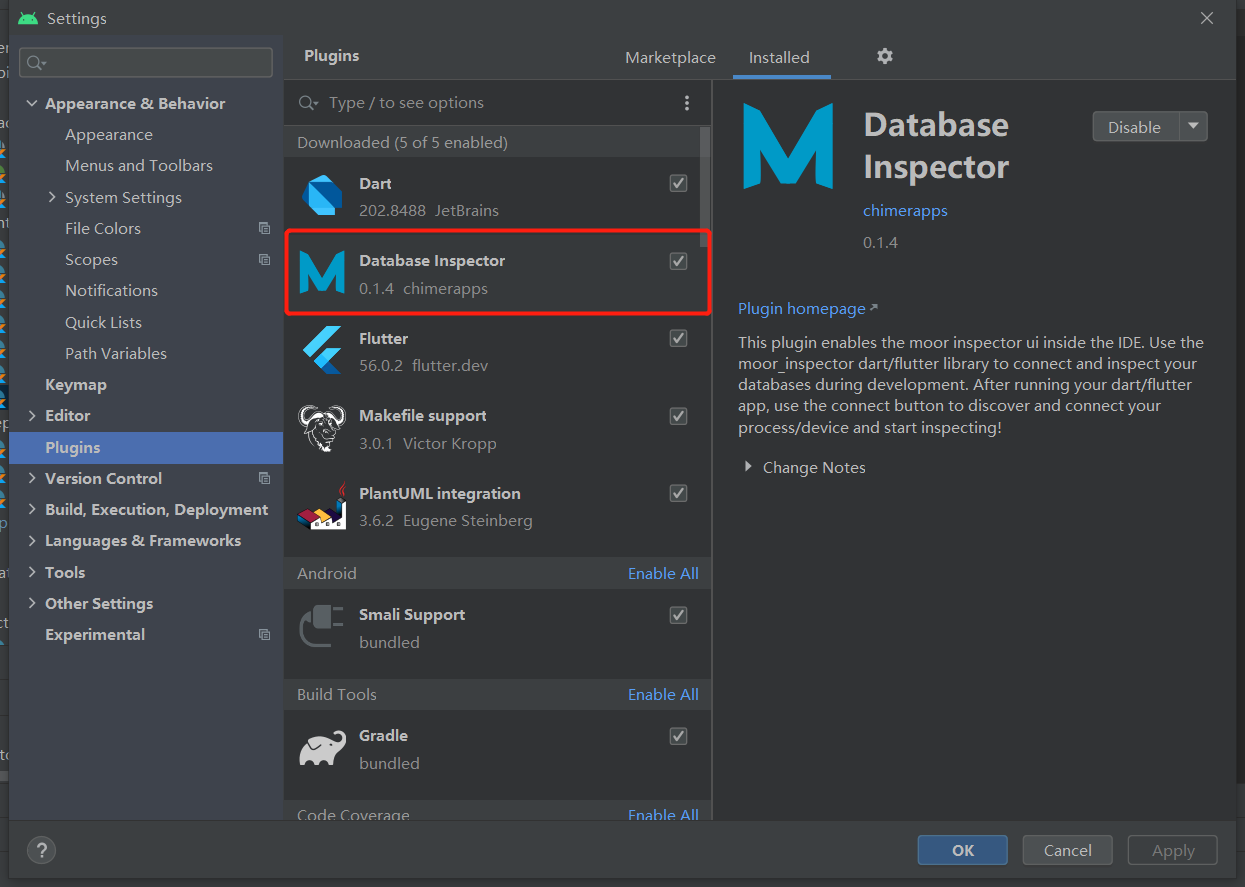 Settings
Plugins
Marketplace
Installed
Appearance & Behavior
Appearance
Menus and Toolbars
System Settings
File Colors
Scopes
Notifications
Quick Lists
Path Variables
Keymap
Editor
Plugins
Version Control
Build, Execution, Deployment
Languages & Frameworks
Tools
Other Settings
Experimental
Type / to see options
Downloaded (5 of 5 enabled)
Dart
202.8488 JetBrains
Database Inspector
0.1.4 chimerapps
Flutter
56.0.2 flutter.dev
Makefile support
3.0.1 Victor Kropp
PlantUML integration
3.6.2 Eugene Steinberg
Android Enable All
Smali Support
bundled
Build Tools Enable All
Gradle
bundled
Code Coverage Enable All
Database
Inspector
Disable
chimerapps
0.1.4
Plugin homepage
This plugin enables the moor inspector ui inside the IDE. Use the
moor_inspector dart/flutter library to connect and inspect your
databases during development. After running your dart/flutter
app, use the connect button to discover and connect your
process/device and start inspecting!
Change Notes
?
OK
Cancel
Apply